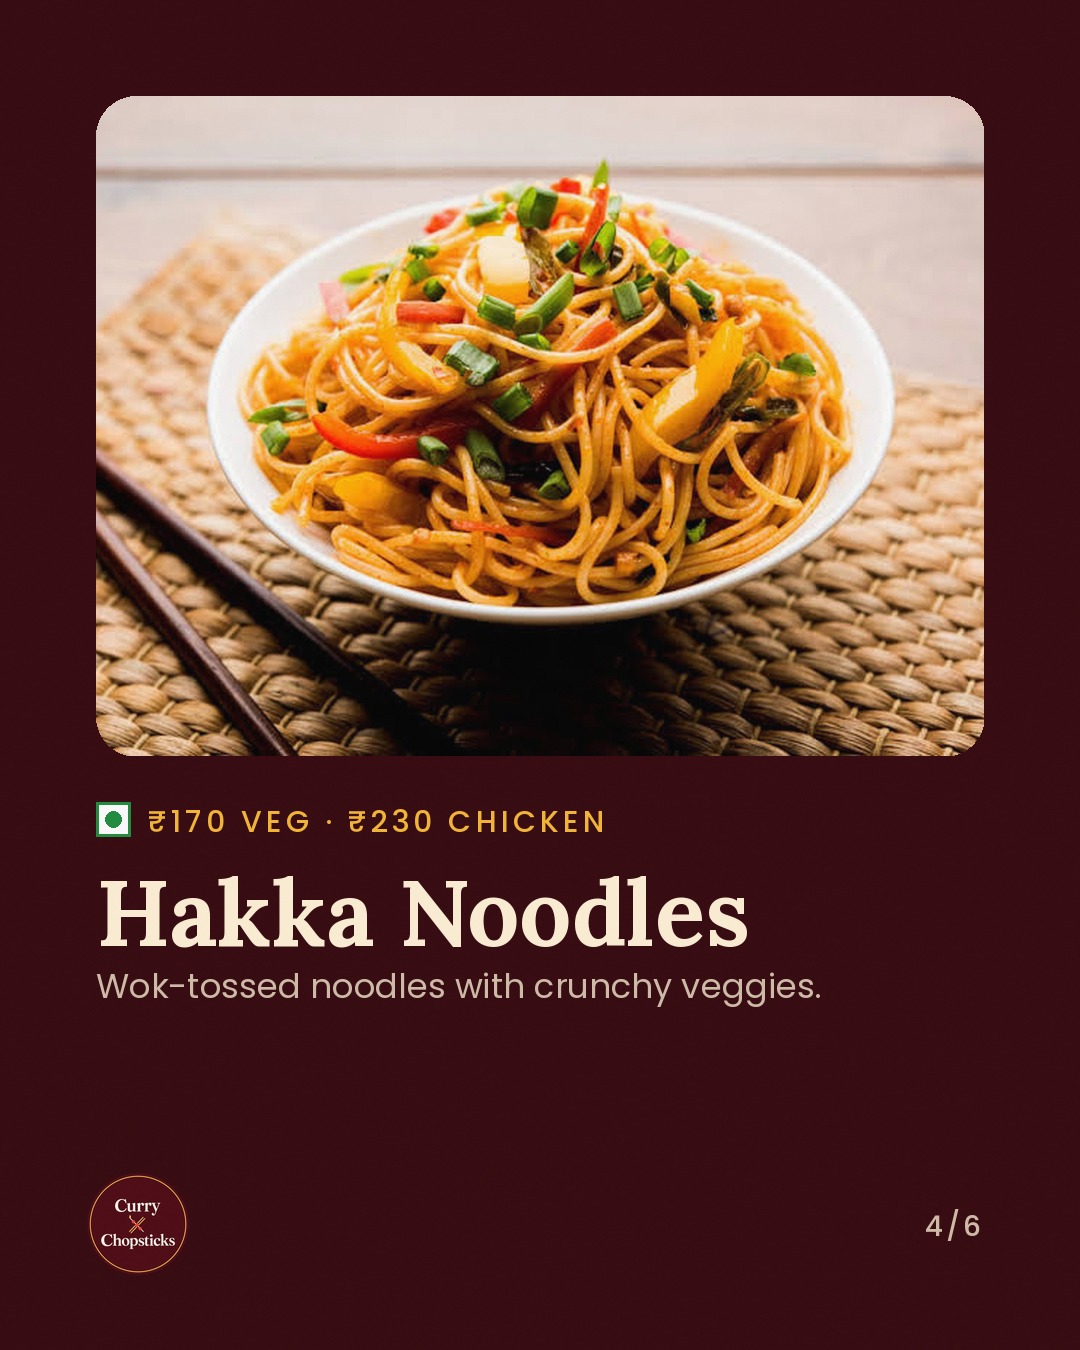 ₹170 VEG · ₹230 CHICKEN
Hakka Noodles
Wok-tossed noodles with crunchy veggies.
Curry
Chopsticks
4/6